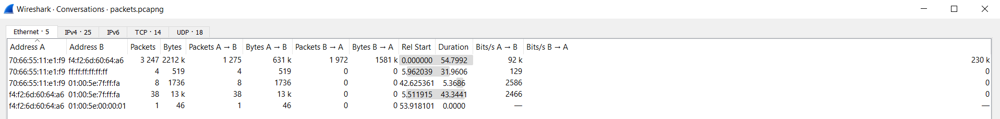 Wireshark · Conversations · packets.pcapng
Ethernet · 5 IPv4 · 25 IPv6 TCP · 14 UDP · 18
Address A Address B Packets Bytes Packets A → B Bytes A → B Packets B → A Bytes B → A Rel Start Duration Bits/s A → B Bits/s B → A
70:66:55:11:e1:f9 f4:f2:6d:60:64:a6 3 247 2212 k 1 275 631 k 1 972 1581 k 0.000000 54.7992 92 k 230 k
70:66:55:11:e1:f9 ff:ff:ff:ff:ff:ff 4 519 4 519 0 0 5.962039 31.9606 129 0
70:66:55:11:e1:f9 01:00:5e:7f:ff:fa 8 1736 8 1736 0 0 42.625361 5.3686 2586 0
f4:f2:6d:60:64:a6 01:00:5e:7f:ff:fa 38 13 k 38 13 k 0 0 5.511915 43.3441 2466 0
f4:f2:6d:60:64:a6 01:00:5e:00:00:01 1 46 1 46 0 0 53.918101 0.0000 — —